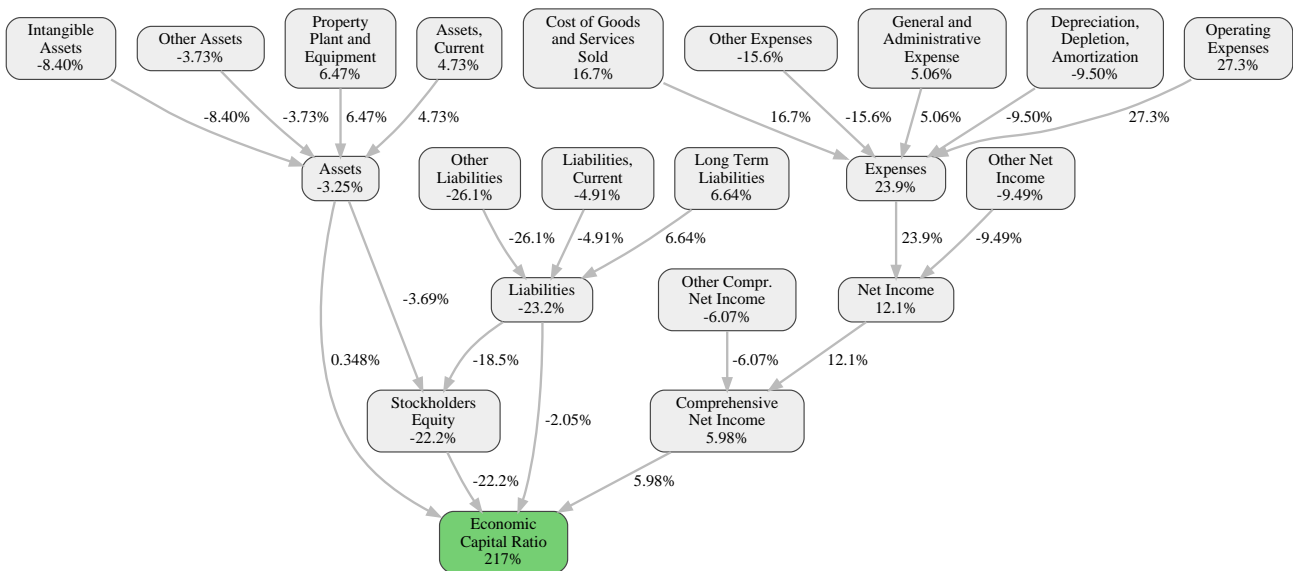 Intangible
Assets
-8.40%
Other Assets
-3.73%
Property
Plant and
Equipment
6.47%
Assets,
Current
4.73%
Cost of Goods
and Services
Sold
16.7%
Other Expenses
-15.6%
General and
Administrative
Expense
5.06%
Depreciation,
Depletion,
Amortization
-9.50%
Operating
Expenses
27.3%
-8.40%
-3.73%
6.47%
4.73%
16.7%
-15.6%
5.06%
-9.50%
27.3%
Assets
-3.25%
Other
Liabilities
-26.1%
Liabilities,
Current
-4.91%
Long Term
Liabilities
6.64%
Expenses
23.9%
Other Net
Income
-9.49%
-26.1%
-4.91%
6.64%
23.9%
-9.49%
-3.69%
Liabilities
-23.2%
Other Compr.
Net Income
-6.07%
Net Income
12.1%
0.348%
-18.5%
-6.07%
12.1%
Stockholders
Equity
-22.2%
-2.05%
Comprehensive
Net Income
5.98%
-22.2%
5.98%
Economic
Capital Ratio
217%